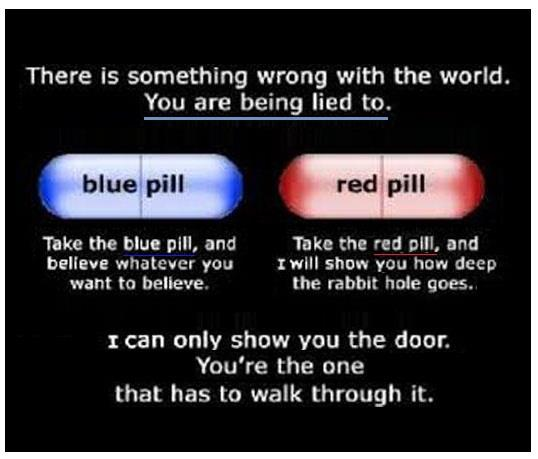 There is something wrong with the world.
You are being lied to.
blue pill
red pill
Take the blue pill, and
believe whatever you
want to believe.
Take the red pill, and
I will show you how deep
the rabbit hole goes.
I can only show you the door.
You're the one
that has to walk through it.